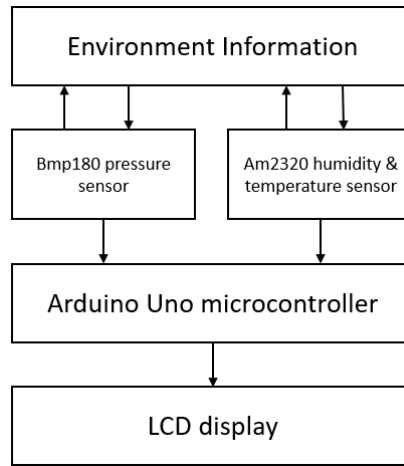 Environment Information
Bmp180 pressure
sensor
Am2320 humidity &
temperature sensor
Arduino Uno microcontroller
LCD display